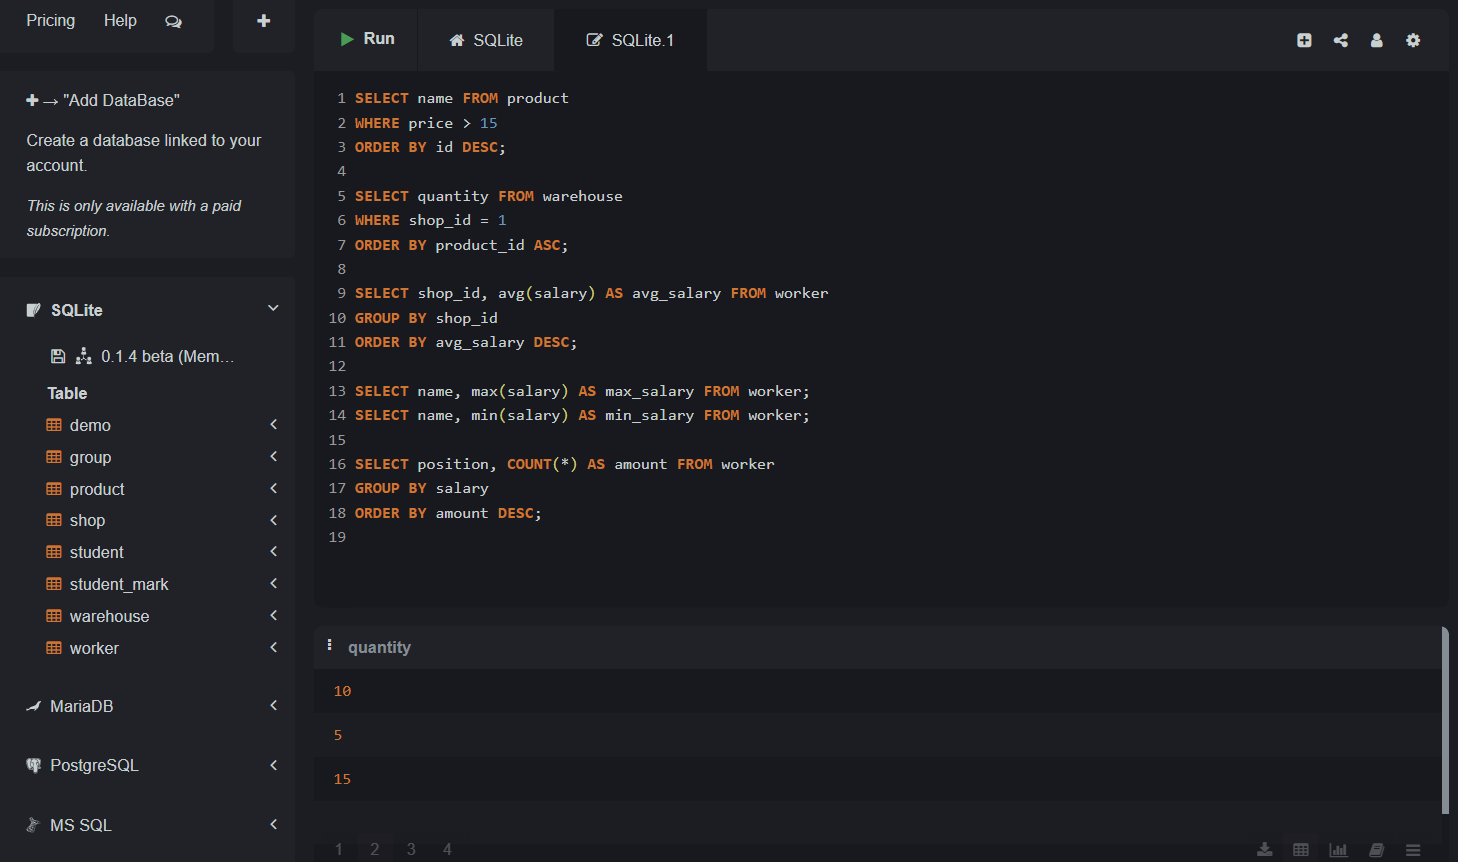 Pricing Help
"Add DataBase"
Create a database linked to your
account.
This is only available with a paid
subscription.
SQLite
0.1.4 beta (Mem...
Table
demo
group
product
shop
student
student_mark
warehouse
worker
MariaDB
PostgreSQL
MS SQL
Run SQLite SQLite.1
1 SELECT name FROM product
2 WHERE price > 15
3 ORDER BY id DESC;
4
5 SELECT quantity FROM warehouse
6 WHERE shop_id = 1
7 ORDER BY product_id ASC;
8
9 SELECT shop_id, avg(salary) AS avg_salary FROM worker
10 GROUP BY shop_id
11 ORDER BY avg_salary DESC;
12
13 SELECT name, max(salary) AS max_salary FROM worker;
14 SELECT name, min(salary) AS min_salary FROM worker;
15
16 SELECT position, COUNT(*) AS amount FROM worker
17 GROUP BY salary
18 ORDER BY amount DESC;
19
quantity
10
5
15
1 2 3 4